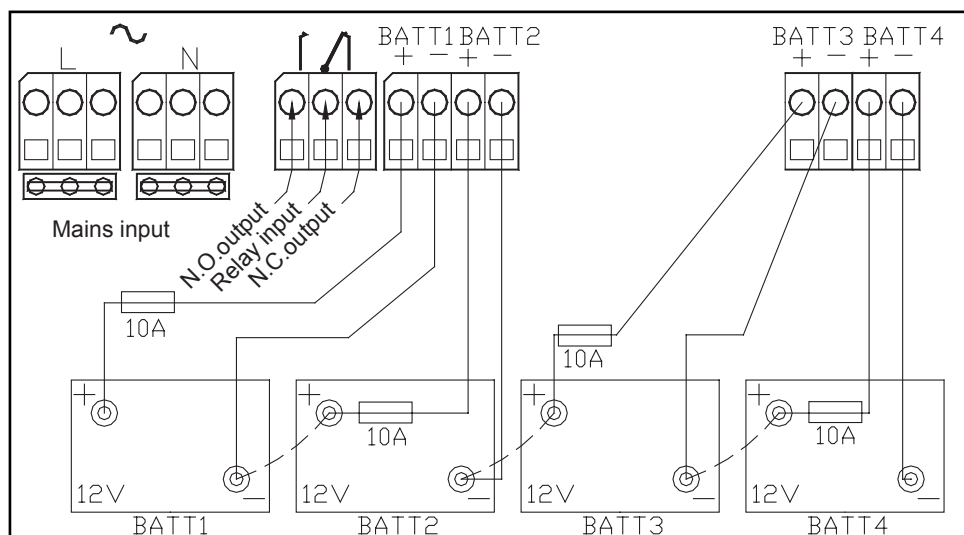 L N
BATT1 BATT2
+ − + −
BATT3 BATT4
+ − + −
Mains input
N.O.output
Relay input
N.C.output
10A
10A
10A
10A
+
12V
−
BATT1
+
12V
−
BATT2
+
12V
−
BATT3
+
12V
−
BATT4